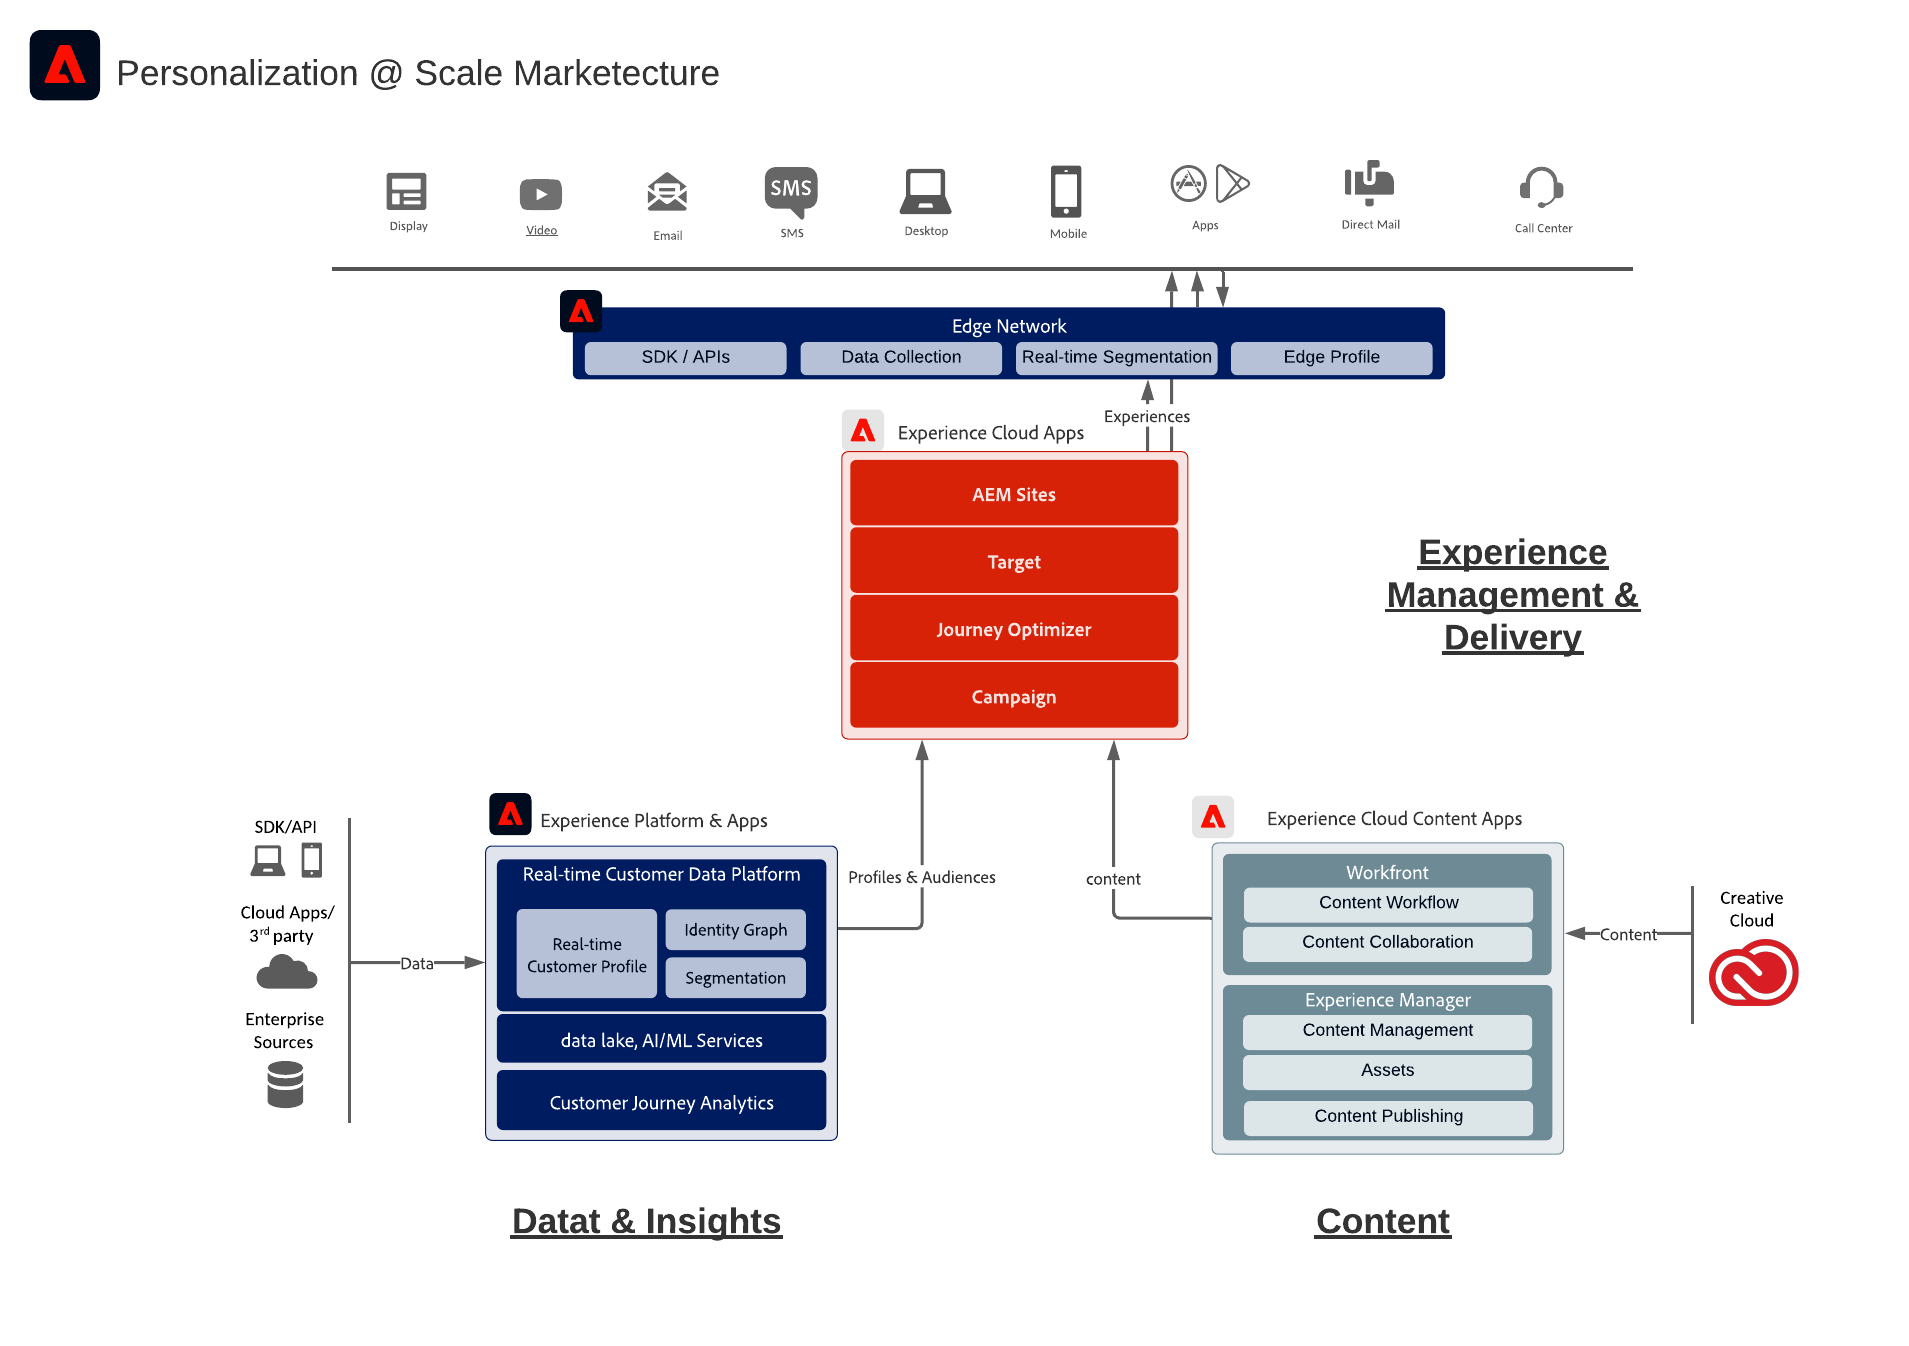 Personalization @ Scale Marketecture
SMS
Display
Video
Email
SMS
Desktop
Mobile
Apps
Direct Mail
Call Center
Edge Network
SDK / APIs
Data Collection
Real-time Segmentation
Edge Profile
Experiences
Experience Cloud Apps
AEM Sites
Target
Journey Optimizer
Campaign
Experience
Management &
Delivery
SDK/API
Cloud Apps/
3rd party
Enterprise
Sources
Data
Experience Platform & Apps
Real-time Customer Data Platform
Real-time
Customer Profile
Identity Graph
Segmentation
data lake, AI/ML Services
Customer Journey Analytics
Profiles & Audiences
content
Experience Cloud Content Apps
Workfront
Content Workflow
Content Collaboration
Experience Manager
Content Management
Assets
Content Publishing
Content
Creative
Cloud
Datat & Insights
Content